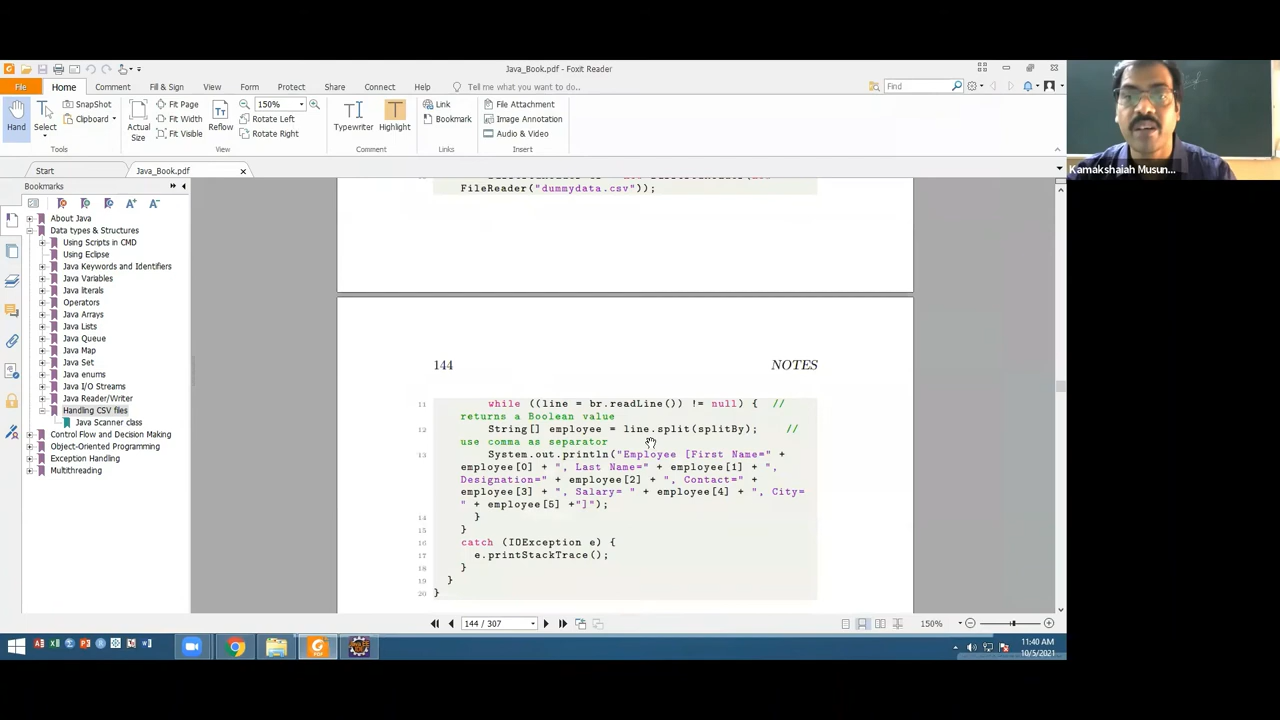 Java_Book.pdf - Foxit Reader
File Home Comment Fill & Sign View Form Protect Share Connect Help Tell me what you want to do.. Find
Hand
Select
SnapShot
Clipboard
Tools
Actual Size
Fit Page
Fit Width
Fit Visible
Reflow
150%
Rotate Left
Rotate Right
View
Typewriter
Highlight
Comment
Link
Bookmark
Links
File Attachment
Image Annotation
Audio & Video
Insert
Kamakshaiah Musun...
Start
Java_Book.pdf
Bookmarks
About Java
Data types & Structures
Using Scripts in CMD
Using Eclipse
Java Keywords and Identifiers
Java Variables
Java literals
Operators
Java Arrays
Java Lists
Java Queue
Java Map
Java Set
Java enums
Java I/O Streams
Java Reader/Writer
Handling CSV files
Java Scanner class
Control Flow and Decision Making
Object-Oriented Programming
Exception Handling
Multithreading
FileReader("dummydata.csv"));
144 NOTES
11 while ((line = br.readLine()) != null) { //
returns a Boolean value
12 String[] employee = line.split(splitBy); //
use comma as separator
13 System.out.println("Employee [First Name=" +
employee[0] + ", Last Name=" + employee[1] + ",
Designation=" + employee[2] + ", Contact=" +
employee[3] + ", Salary= " + employee[4] + ", City=
" + employee[5] +"]");
14 }
15 }
16 catch (IOException e) {
17 e.printStackTrace();
18 }
19 }
20 }
144 / 307
150%
11:40 AM
10/5/2021